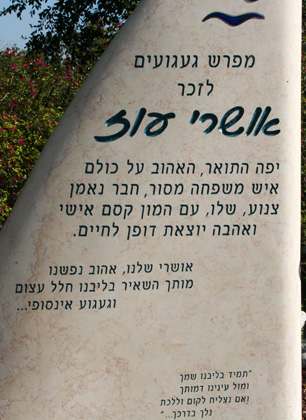 מפרש געגועים
לזכר
אושרי עוז
יפה התואר, האהוב על כולם
איש משפחה מסור, חבר נאמן
צנוע, שלו, עם המון קסם אישי
ואהבה יוצאת דופן לחיים.
אושרי שלנו, אהוב נפשנו
מותך השאיר בליבנו חלל עצום
וגעגוע אינסופי...
"תמיד בליבנו שמך
ומול עינינו דמותך
ואם נצליח לקום וללכת
נלך בדרכך..."